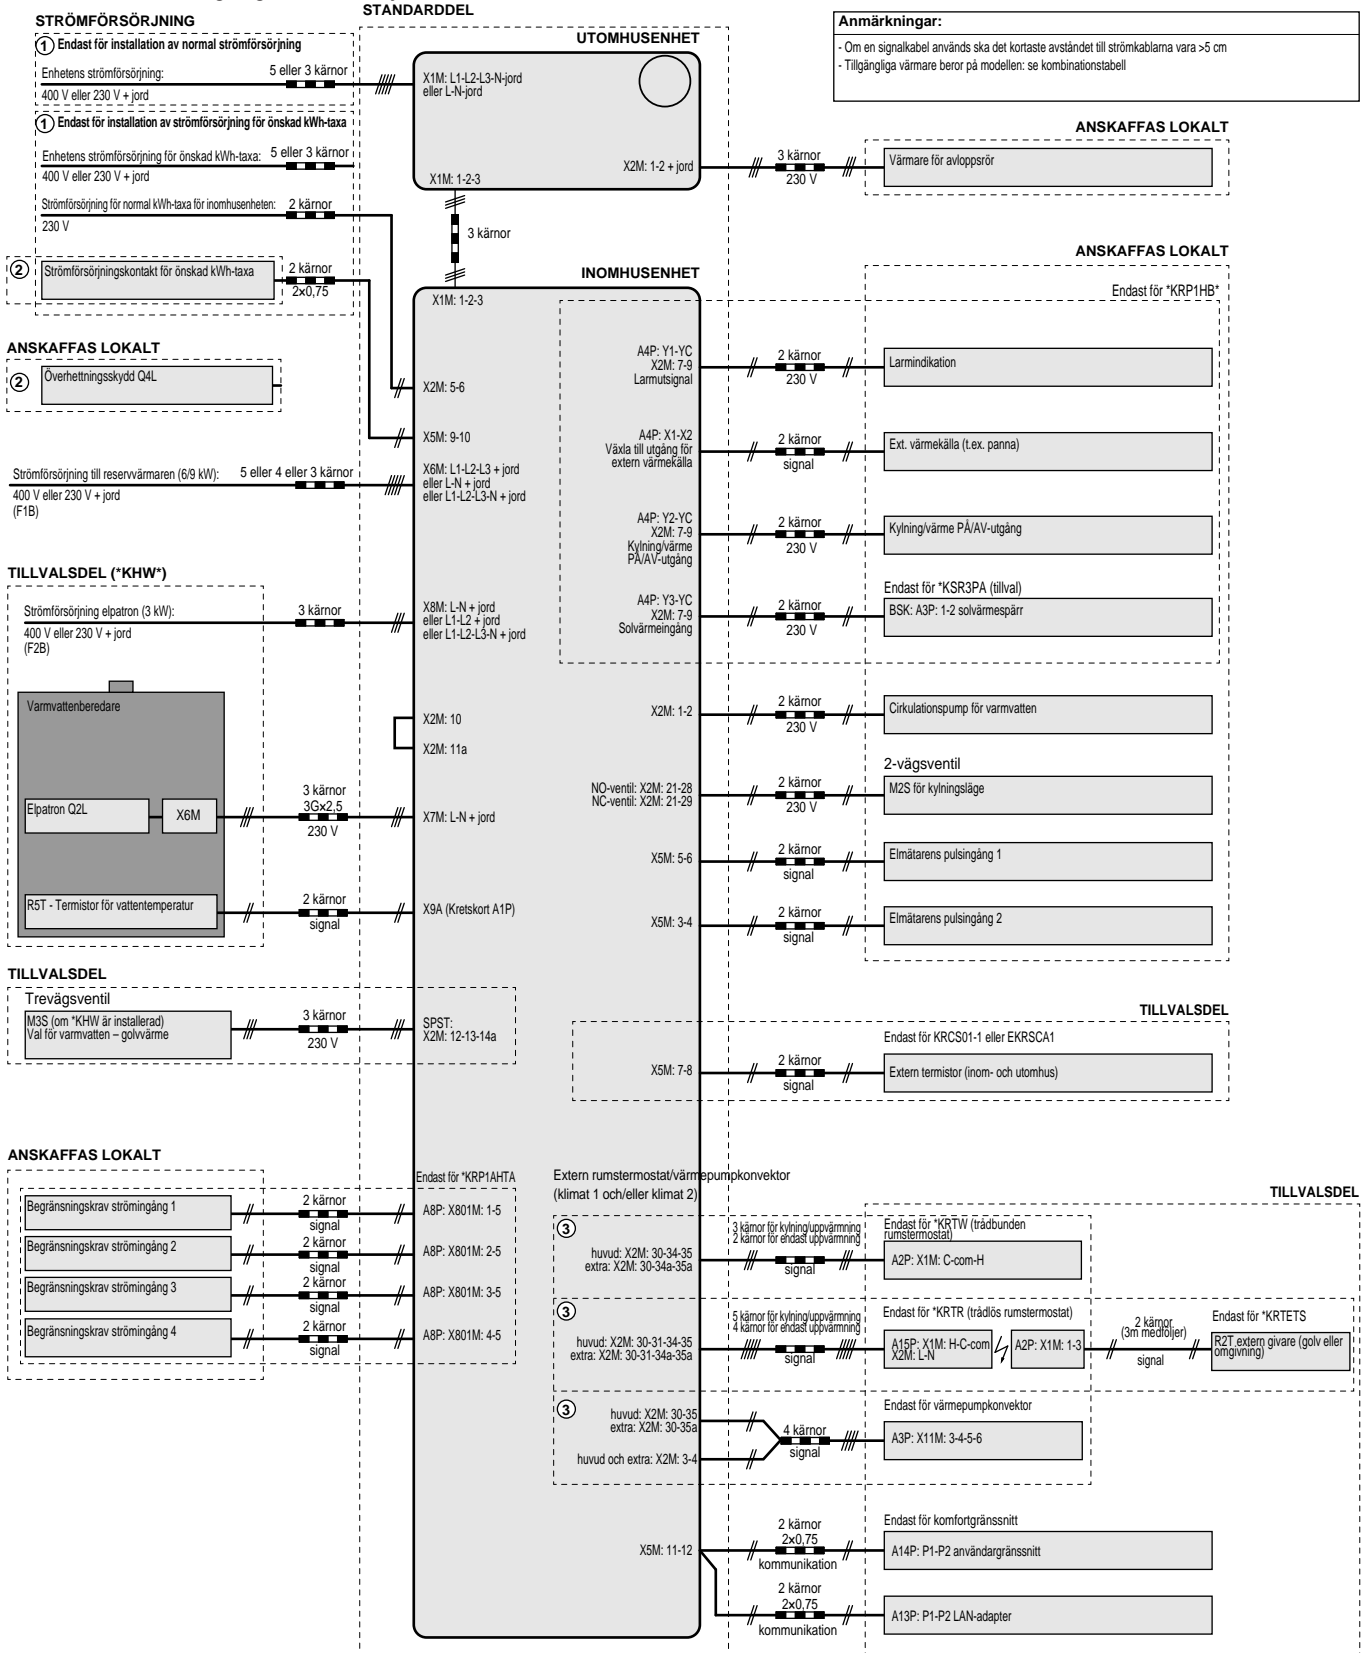 STRÖMFÖRSÖRJNING
① Endast för installation av normal strömförsörjning
Enhetens strömförsörjning:
5 eller 3 kärnor
400 V eller 230 V + jord
① Endast för installation av strömförsörjning för önskad kWh-taxa
Enhetens strömförsörjning för önskad kWh-taxa:
5 eller 3 kärnor
400 V eller 230 V + jord
Strömförsörjning för normal kWh-taxa för inomhusenheten:
2 kärnor
230 V
②
Strömförsörjningskontakt för önskad kWh-taxa
2 kärnor
2×0,75
ANSKAFFAS LOKALT
②
Överhettningsskydd Q4L
Strömförsörjning till reservvärmaren (6/9 kW):
5 eller 4 eller 3 kärnor
400 V eller 230 V + jord
(F1B)
TILLVALSDEL (*KHW*)
Strömförsörjning elpatron (3 kW):
3 kärnor
400 V eller 230 V + jord
(F2B)
Varmvattenberedare
Elpatron Q2L
X6M
3 kärnor
3G×2,5
230 V
R5T - Termistor för vattentemperatur
2 kärnor
signal
TILLVALSDEL
Trevägsventil
M3S (om *KHW är installerad)
Val för varmvatten – golvvärme
3 kärnor
230 V
ANSKAFFAS LOKALT
Begränsningskrav strömingång 1
2 kärnor
signal
Begränsningskrav strömingång 2
2 kärnor
signal
Begränsningskrav strömingång 3
2 kärnor
signal
Begränsningskrav strömingång 4
2 kärnor
signal
STANDARDDEL
UTOMHUSENHET
X1M: L1-L2-L3-N-jord
eller L-N-jord
X2M: 1-2 + jord
X1M: 1-2-3
3 kärnor
INOMHUSENHET
X1M: 1-2-3
X2M: 5-6
X5M: 9-10
X6M: L1-L2-L3 + jord
eller L-N + jord
eller L1-L2-L3-N + jord
X8M: L-N + jord
eller L1-L2 + jord
eller L1-L2-L3-N + jord
X2M: 10
X2M: 11a
X7M: L-N + jord
X9A (Kretskort A1P)
SPST:
X2M: 12-13-14a
Endast för *KRP1AHTA
A8P: X801M: 1-5
A8P: X801M: 2-5
A8P: X801M: 3-5
A8P: X801M: 4-5
Anmärkningar:
- Om en signalkabel används ska det kortaste avståndet till strömkablarna vara >5 cm
- Tillgängliga värmare beror på modellen: se kombinationstabell
ANSKAFFAS LOKALT
3 kärnor
230 V
Värmare för avloppsrör
ANSKAFFAS LOKALT
Endast för *KRP1HB*
A4P: Y1-YC
X2M: 7-9
Larmutsignal
2 kärnor
230 V
Larmindikation
A4P: X1-X2
Växla till utgång för
extern värmekälla
2 kärnor
signal
Ext. värmekälla (t.ex. panna)
A4P: Y2-YC
X2M: 7-9
Kylning/värme
PÅ/AV-utgång
2 kärnor
230 V
Kylning/värme PÅ/AV-utgång
Endast för *KSR3PA (tillval)
A4P: Y3-YC
X2M: 7-9
Solvärmeingång
2 kärnor
230 V
BSK: A3P: 1-2 solvärmespärr
X2M: 1-2
2 kärnor
230 V
Cirkulationspump för varmvatten
2-vägsventil
NO-ventil: X2M: 21-28
NC-ventil: X2M: 21-29
2 kärnor
230 V
M2S för kylningsläge
X5M: 5-6
2 kärnor
signal
Elmätarens pulsingång 1
X5M: 3-4
2 kärnor
signal
Elmätarens pulsingång 2
TILLVALSDEL
Endast för KRCS01-1 eller EKRSCA1
X5M: 7-8
2 kärnor
signal
Extern termistor (inom- och utomhus)
Extern rumstermostat/värmepumpkonvektor
(klimat 1 och/eller klimat 2)
TILLVALSDEL
③
huvud: X2M: 30-34-35
extra: X2M: 30-34a-35a
3 kärnor för kylning/uppvärmning
2 kärnor för endast uppvärmning
signal
Endast för *KRTW (trådbunden
rumstermostat)
A2P: X1M: C-com-H
③
huvud: X2M: 30-31-34-35
extra: X2M: 30-31-34a-35a
5 kärnor för kylning/uppvärmning
4 kärnor för endast uppvärmning
signal
Endast för *KRTR (trådlös rumstermostat)
A15P: X1M: H-C-com
X2M: L-N
A2P: X1M: 1-3
2 kärnor
(3m medföljer)
signal
Endast för *KRTETS
R2T extern givare (golv eller
omgivning)
③
huvud: X2M: 30-35
extra: X2M: 30-35a
huvud och extra: X2M: 3-4
4 kärnor
signal
Endast för värmepumpkonvektor
A3P: X11M: 3-4-5-6
Endast för komfortgränssnitt
X5M: 11-12
2 kärnor
2×0,75
kommunikation
A14P: P1-P2 användargränssnitt
2 kärnor
2×0,75
kommunikation
A13P: P1-P2 LAN-adapter